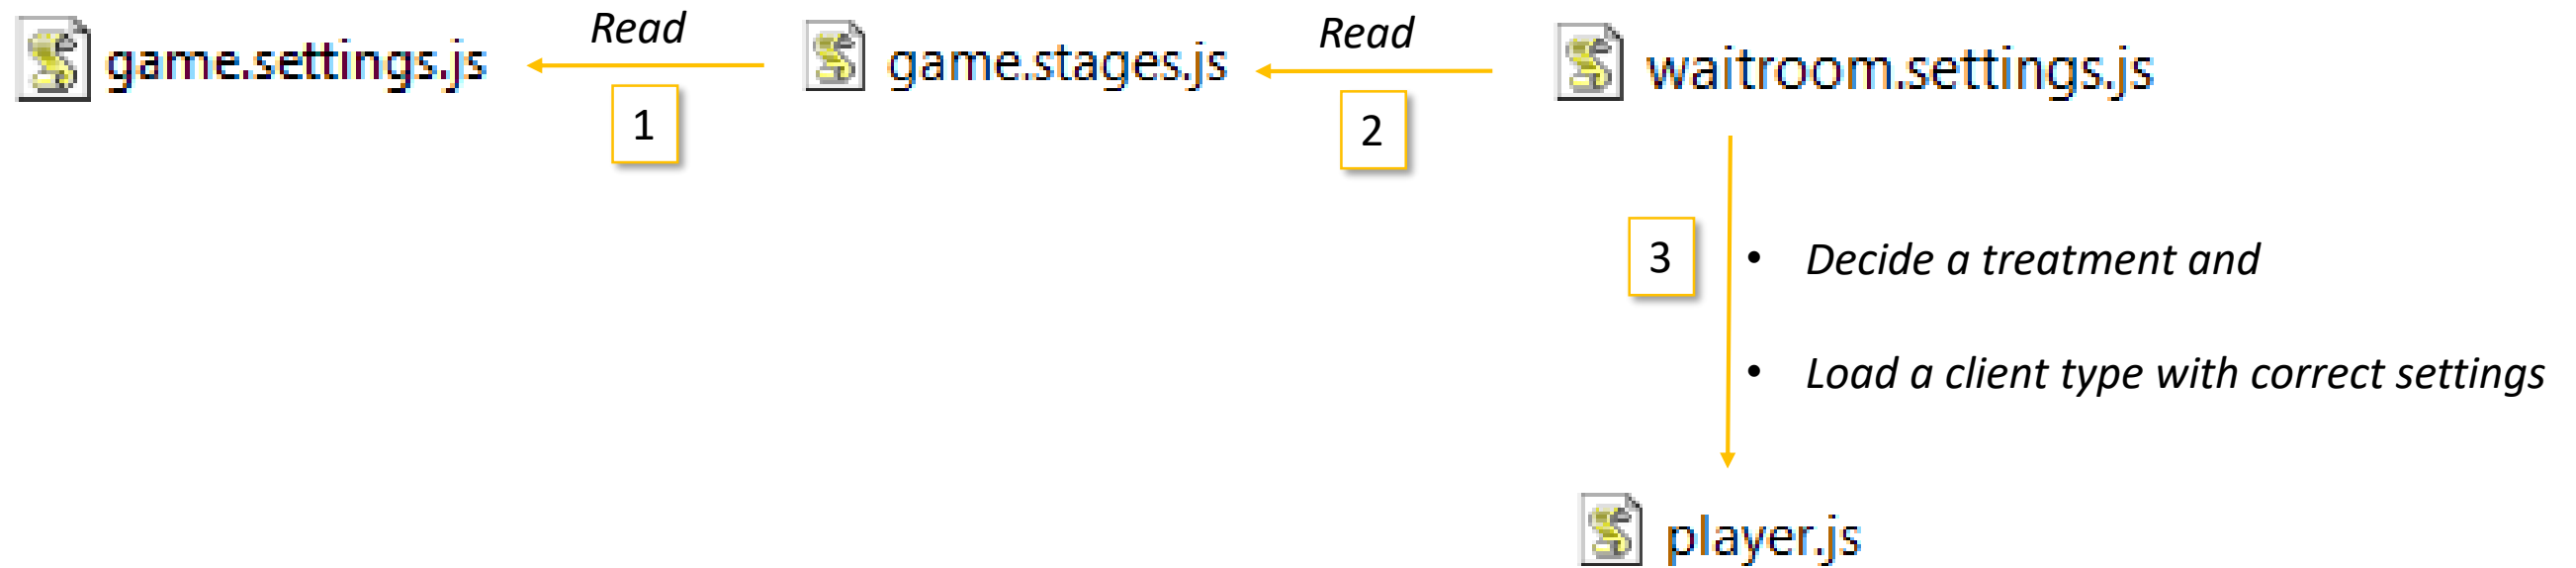 game.settings.js
Read
1
game.stages.js
Read
2
waitroom.settings.js
3
• Decide a treatment and
• Load a client type with correct settings
player.js